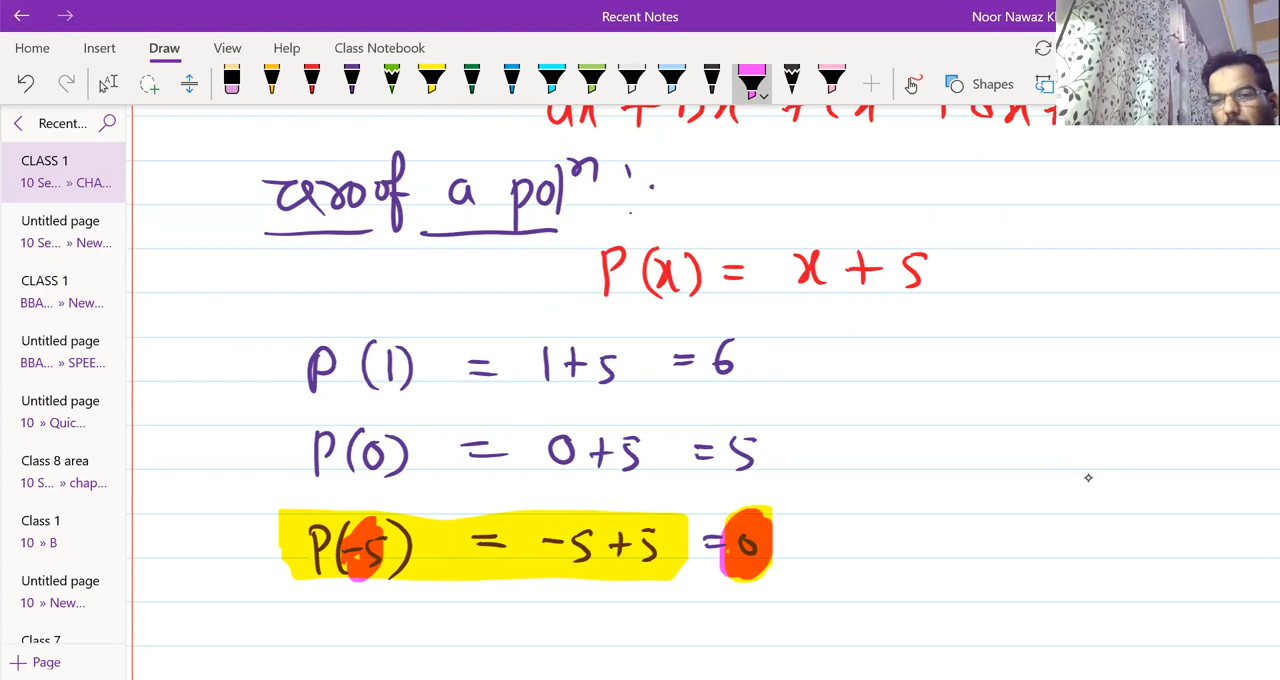 Recent Notes
Noor Nawaz Kh
Home Insert Draw View Help Class Notebook
Shapes
Recent...
CLASS 1
10 Se... » CHA...
Untitled page
10 Se... » New...
CLASS 1
BBA... » New...
Untitled page
BBA... » SPEE...
Untitled page
10 » Quic...
Class 8 area
10 S... » chap...
Class 1
10 » B
Untitled page
10 » New...
Class 7
Page
zero of a polⁿ :
P(x) = x + 5
P(1) = 1+5 = 6
P(0) = 0+5 = 5
P(-5) = -5+5 = 0